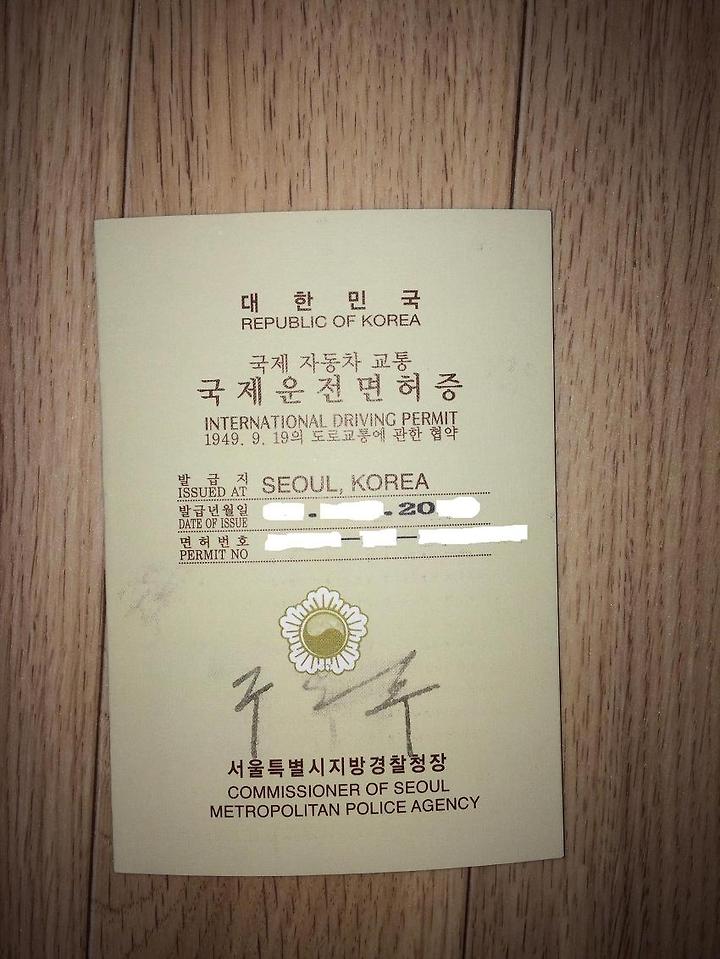 대 한 민 국
REPUBLIC OF KOREA
국제 자동차 교통
국제운전면허증
INTERNATIONAL DRIVING PERMIT
1949. 9. 19의 도로교통에 관한 협약
발 급 지
ISSUED AT SEOUL, KOREA
발급년월일
DATE OF ISSUE . . 20
면허번호
PERMIT NO
서울특별시지방경찰청장
COMMISSIONER OF SEOUL
METROPOLITAN POLICE AGENCY